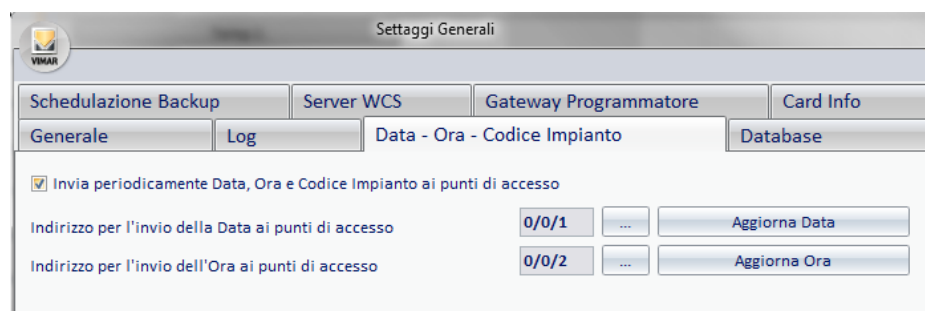 Settaggi Generali
VIMAR
Schedulazione Backup Server WCS Gateway Programmatore Card Info
Generale Log Data - Ora - Codice Impianto Database
Invia periodicamente Data, Ora e Codice Impianto ai punti di accesso
Indirizzo per l'invio della Data ai punti di accesso 0/0/1 ... Aggiorna Data
Indirizzo per l'invio dell'Ora ai punti di accesso 0/0/2 ... Aggiorna Ora